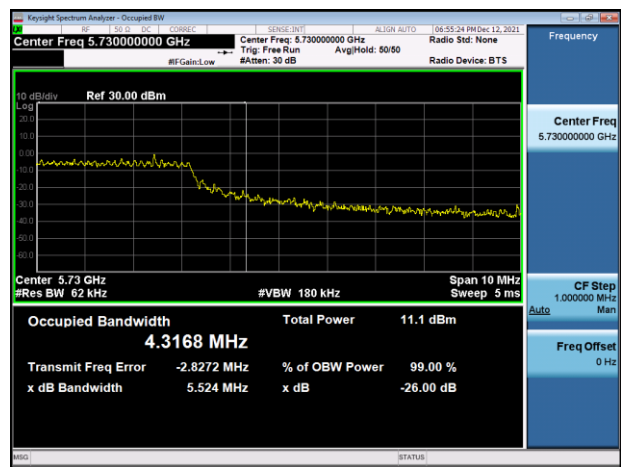 Keysight Spectrum Analyzer - Occupied BW
RF 50 Ω DC CORREC SENSE:INT ALIGN AUTO 06:55:24 PM Dec 12, 2021
Center Freq 5.730000000 GHz
Center Freq: 5.730000000 GHz
Radio Std: None
Trig: Free Run Avg|Hold: 50/50
#IFGain:Low #Atten: 30 dB Radio Device: BTS
Frequency
10 dB/div Ref 30.00 dBm
Log
20.0
10.0
0.00
-10.0
-20.0
-30.0
-40.0
-50.0
-60.0
Center 5.73 GHz Span 10 MHz
#Res BW 62 kHz #VBW 180 kHz Sweep 5 ms
Occupied Bandwidth
4.3168 MHz
Total Power 11.1 dBm
Transmit Freq Error -2.8272 MHz % of OBW Power 99.00 %
x dB Bandwidth 5.524 MHz x dB -26.00 dB
Center Freq
5.730000000 GHz
CF Step
1.000000 MHz
Auto Man
Freq Offset
0 Hz
MSG STATUS